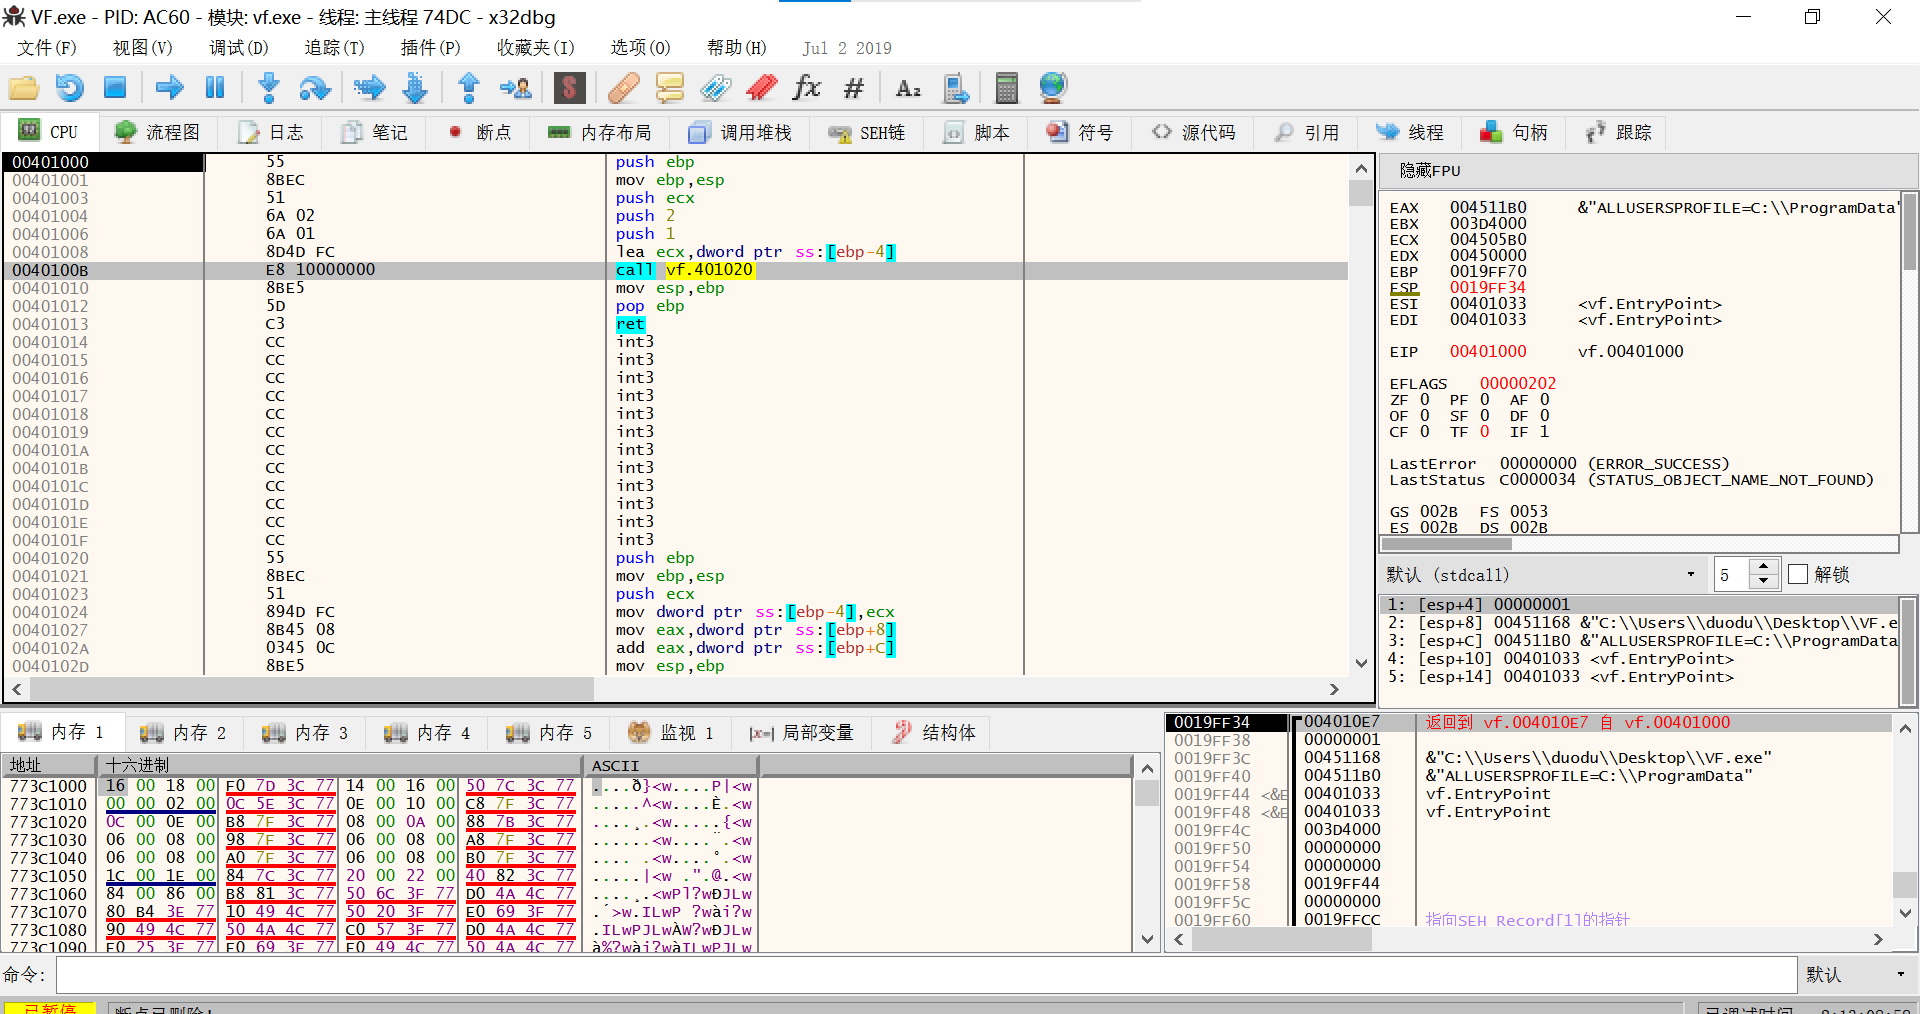 VF.exe - PID: AC60 - 模块: vf.exe - 线程: 主线程 74DC - x32dbg
文件(F) 视图(V) 调试(D) 追踪(T) 插件(P) 收藏夹(I) 选项(O) 帮助(H) Jul 2 2019
CPU 流程图 日志 笔记 断点 内存布局 调用堆栈 SEH链 脚本 符号 源代码 引用 线程 句柄 跟踪
00401000 55 push ebp
00401001 8BEC mov ebp,esp
00401003 51 push ecx
00401004 6A 02 push 2
00401006 6A 01 push 1
00401008 8D4D FC lea ecx,dword ptr ss:[ebp-4]
0040100B E8 10000000 call vf.401020
00401010 8BE5 mov esp,ebp
00401012 5D pop ebp
00401013 C3 ret
00401014 CC int3
00401015 CC int3
00401016 CC int3
00401017 CC int3
00401018 CC int3
00401019 CC int3
0040101A CC int3
0040101B CC int3
0040101C CC int3
0040101D CC int3
0040101E CC int3
0040101F CC int3
00401020 55 push ebp
00401021 8BEC mov ebp,esp
00401023 51 push ecx
00401024 894D FC mov dword ptr ss:[ebp-4],ecx
00401027 8B45 08 mov eax,dword ptr ss:[ebp+8]
0040102A 0345 0C add eax,dword ptr ss:[ebp+C]
0040102D 8BE5 mov esp,ebp
隐藏FPU
EAX 004511B0 &"ALLUSERSPROFILE=C:\\ProgramData"
EBX 003D4000
ECX 004505B0
EDX 00450000
EBP 0019FF70
ESP 0019FF34
ESI 00401033 <vf.EntryPoint>
EDI 00401033 <vf.EntryPoint>
EIP 00401000 vf.00401000
EFLAGS 00000202
ZF 0 PF 0 AF 0
OF 0 SF 0 DF 0
CF 0 TF 0 IF 1
LastError 00000000 (ERROR_SUCCESS)
LastStatus C0000034 (STATUS_OBJECT_NAME_NOT_FOUND)
GS 002B FS 0053
ES 002B DS 002B
默认 (stdcall) 5 解锁
1: [esp+4] 00000001
2: [esp+8] 00451168 &"C:\\Users\\duodu\\Desktop\\VF.e
3: [esp+C] 004511B0 &"ALLUSERSPROFILE=C:\\ProgramData
4: [esp+10] 00401033 <vf.EntryPoint>
5: [esp+14] 00401033 <vf.EntryPoint>
内存 1 内存 2 内存 3 内存 4 内存 5 监视 1 局部变量 结构体
地址 十六进制 ASCII
773C1000 16 00 18 00 F0 7D 3C 77 14 00 16 00 50 7C 3C 77 ....ð}<w....P|<w
773C1010 00 00 02 00 0C 5E 3C 77 0E 00 10 00 C8 7F 3C 77 .....^<w....È.<w
773C1020 0C 00 0E 00 B8 7F 3C 77 08 00 0A 00 88 7B 3C 77 ....¸.<w.....{<w
773C1030 06 00 08 00 98 7F 3C 77 06 00 08 00 A8 7F 3C 77 ......<w....¨.<w
773C1040 06 00 08 00 A0 7F 3C 77 06 00 08 00 B0 7F 3C 77 .... .<w....°.<w
773C1050 1C 00 1E 00 84 7C 3C 77 20 00 22 00 40 82 3C 77 .....|<w .".@.<w
773C1060 84 00 86 00 B8 81 3C 77 50 6C 3F 77 D0 4A 4C 77 ....¸.<wPl?wÐJLw
773C1070 80 B4 3E 77 10 49 4C 77 50 20 3F 77 E0 69 3F 77 .´>w.ILwP ?wài?w
773C1080 90 49 4C 77 50 4A 4C 77 C0 57 3F 77 D0 4A 4C 77 .ILwPJLwÀW?wÐJLw
773C1090 E0 25 3F 77 E0 69 3F 77 E0 49 4C 77 50 4A 4C 77 à%?wài?wàILwPJLw
0019FF34 004010E7 返回到 vf.004010E7 自 vf.00401000
0019FF38 00000001
0019FF3C 00451168 &"C:\\Users\\duodu\\Desktop\\VF.exe"
0019FF40 004511B0 &"ALLUSERSPROFILE=C:\\ProgramData"
0019FF44 <&E 00401033 vf.EntryPoint
0019FF48 <&E 00401033 vf.EntryPoint
0019FF4C 003D4000
0019FF50 00000000
0019FF54 00000000
0019FF58 0019FF44
0019FF5C 00000000
0019FF60 0019FFCC 指向SEH_Record[1]的指针
命令: 默认
已暂停 断点已删除! 已调试时间